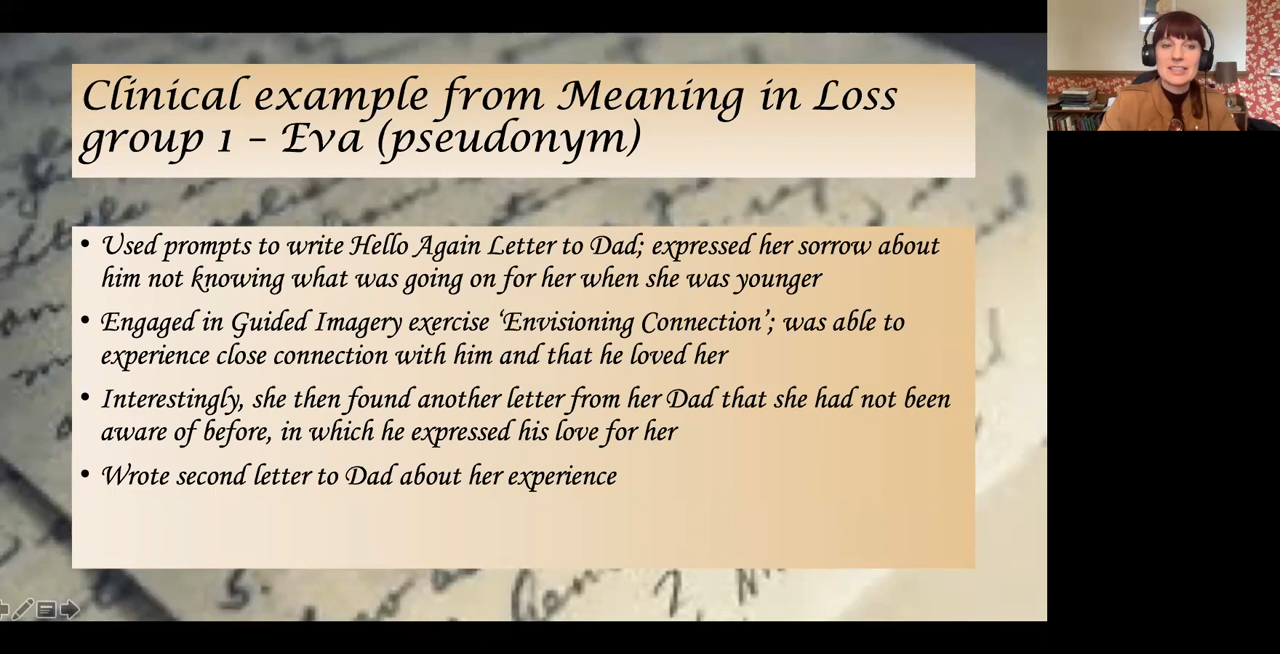 Clinical example from Meaning in Loss
group 1 – Eva (pseudonym)
• Used prompts to write Hello Again Letter to Dad; expressed her sorrow about
him not knowing what was going on for her when she was younger
• Engaged in Guided Imagery exercise ‘Envisioning Connection’; was able to
experience close connection with him and that he loved her
• Interestingly, she then found another letter from her Dad that she had not been
aware of before, in which he expressed his love for her
• Wrote second letter to Dad about her experience